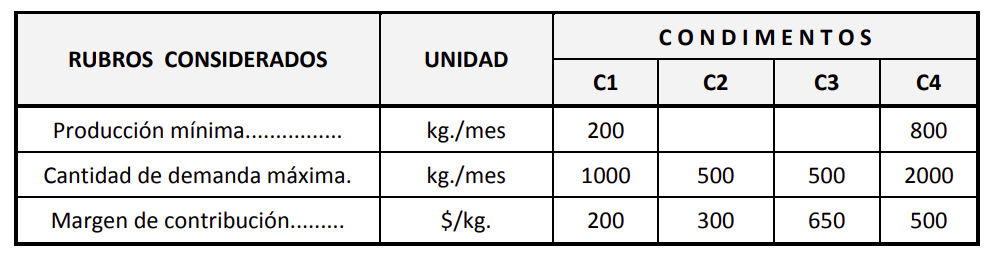 RUBROS CONSIDERADOS UNIDAD CONDIMENTOS
C1 C2 C3 C4
Producción mínima................. kg./mes 200 800
Cantidad de demanda máxima. kg./mes 1000 500 500 2000
Margen de contribución......... $/kg. 200 300 650 500